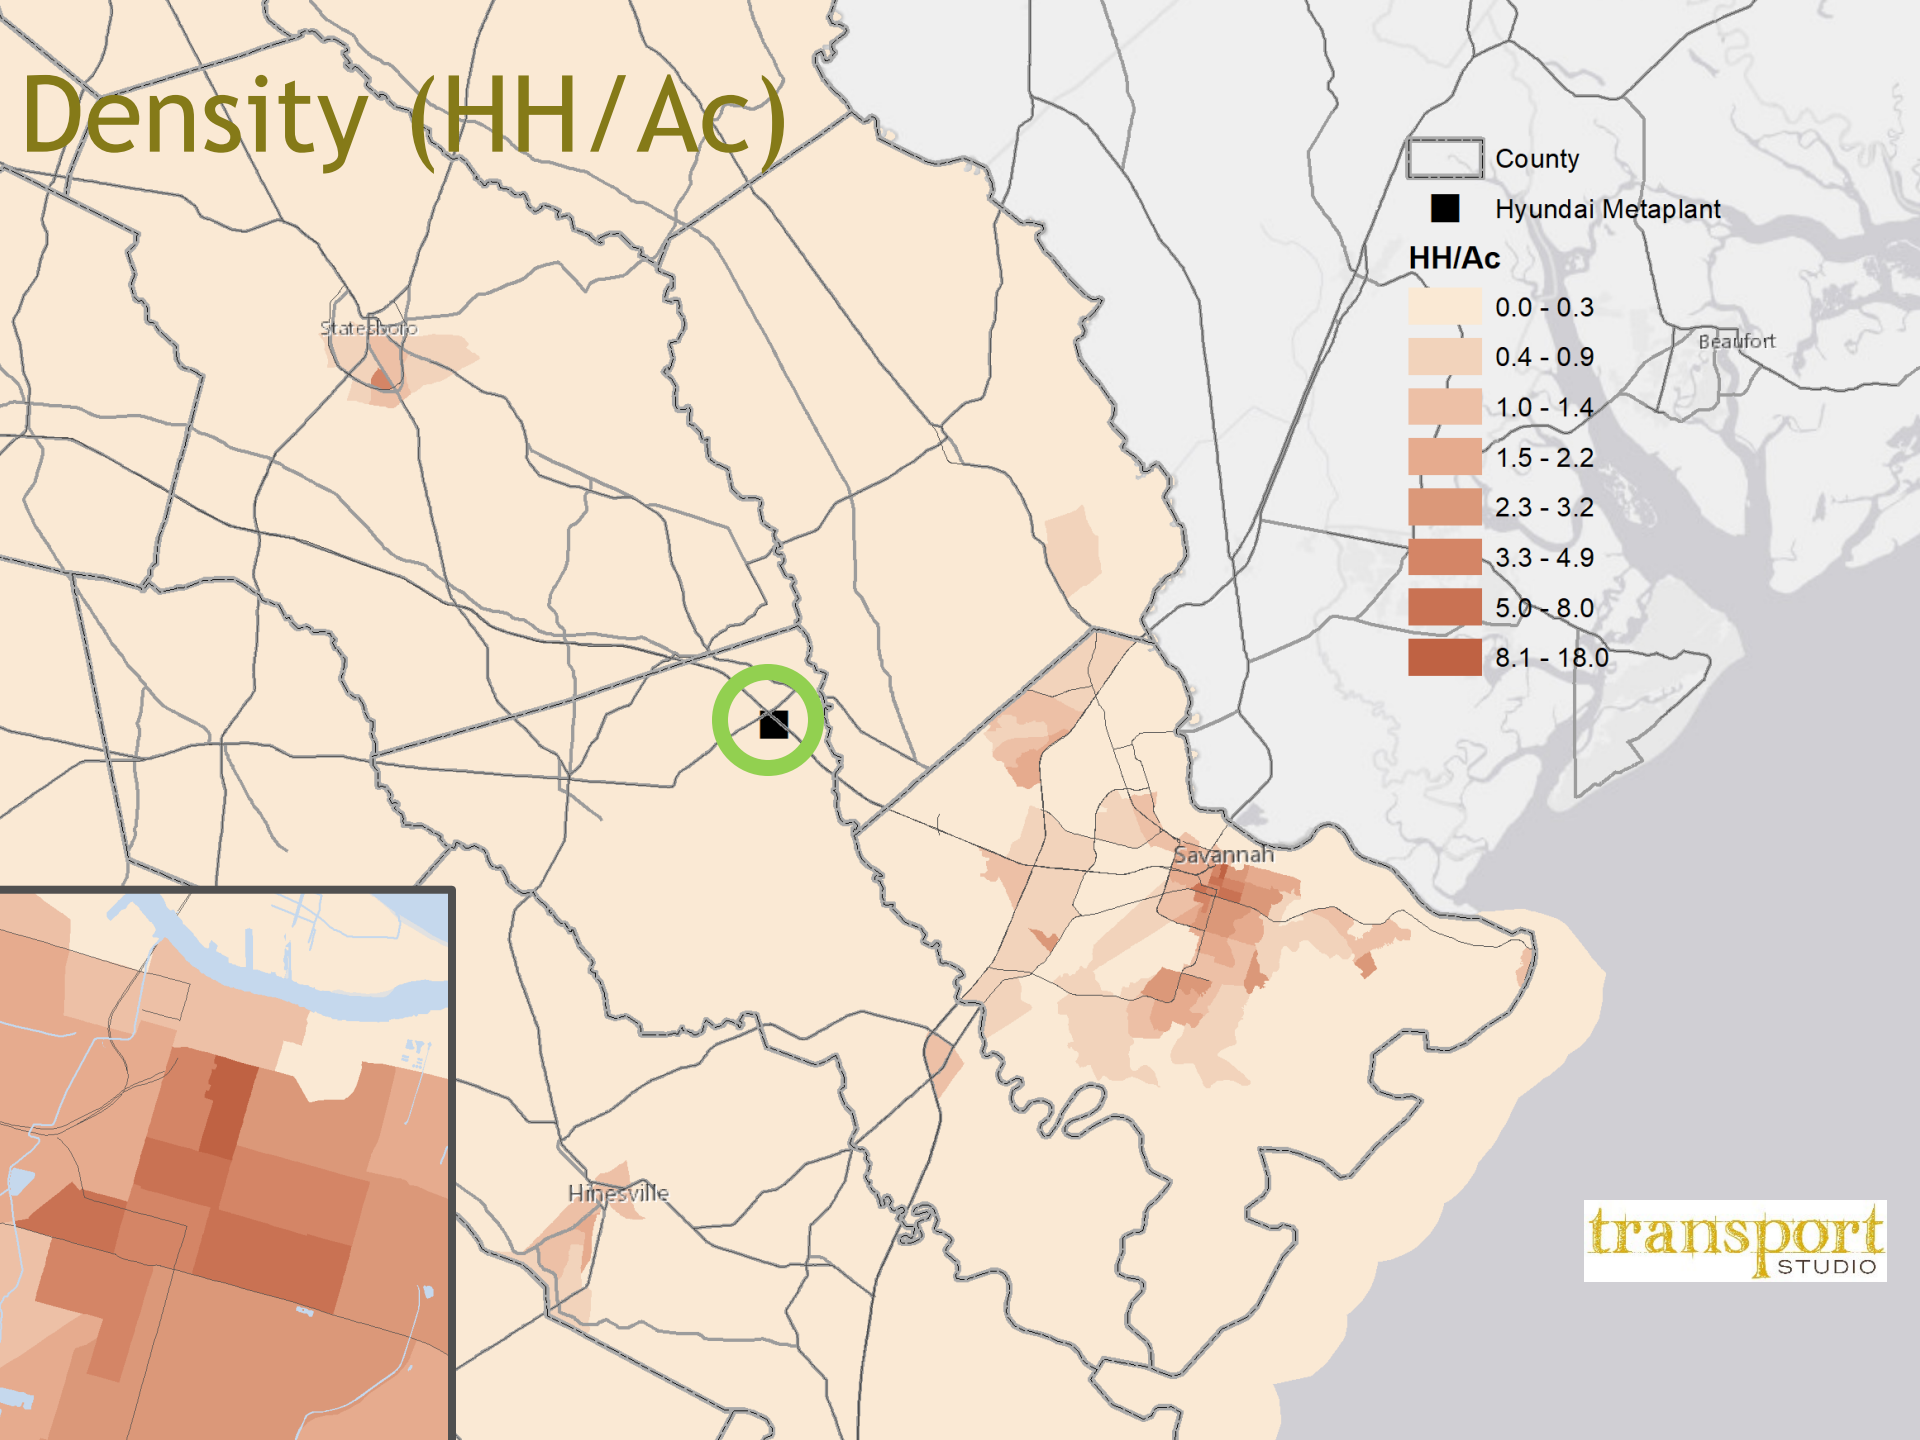 Density (HH/Ac)
County
Hyundai Metaplant
HH/Ac
0.0 - 0.3
0.4 - 0.9
1.0 - 1.4
1.5 - 2.2
2.3 - 3.2
3.3 - 4.9
5.0 - 8.0
8.1 - 18.0
Statesboro
Beaufort
Savannah
Hinesville
transport
STUDIO